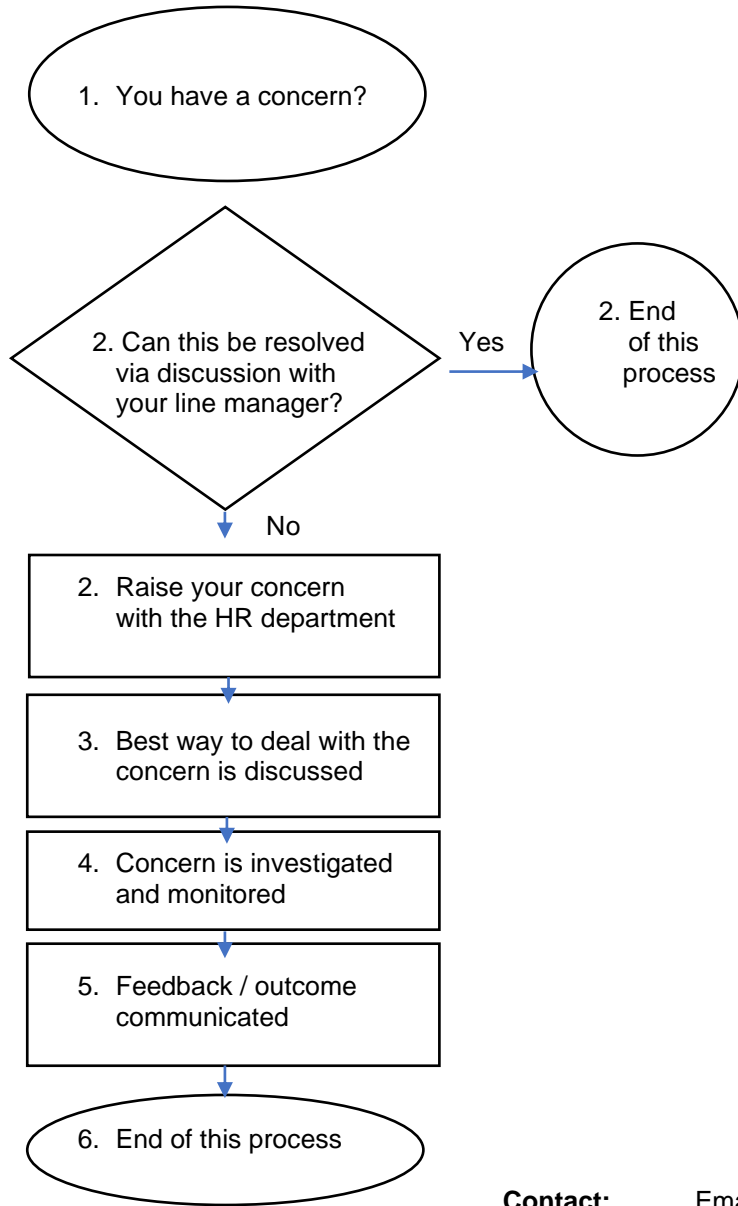 1. You have a concern?
2. Can this be resolved
via discussion with
your line manager?
Yes
2. End
of this
process
No
2. Raise your concern
with the HR department
3. Best way to deal with the
concern is discussed
4. Concern is investigated
and monitored
5. Feedback / outcome
communicated
6. End of this process
Contact: